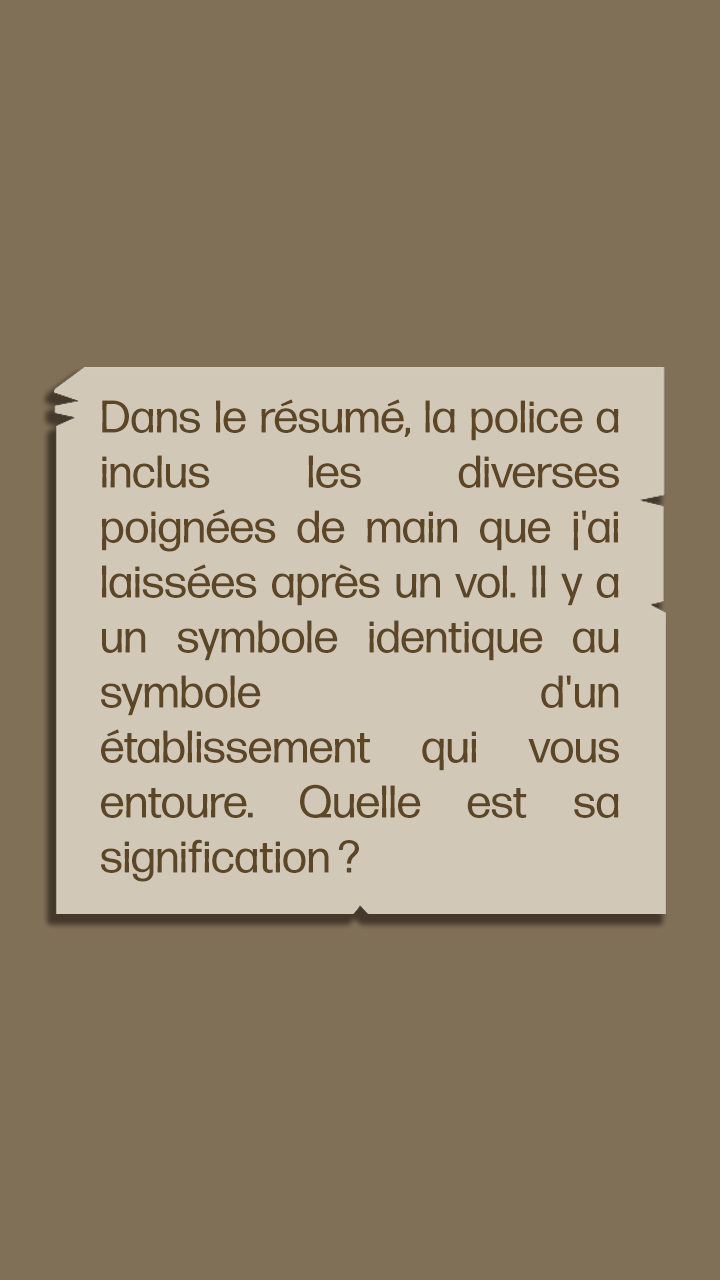 Dans le résumé, la police a
inclus les diverses
poignées de main que j'ai
laissées après un vol. Il y a
un symbole identique au
symbole d'un
établissement qui vous
entoure. Quelle est sa
signification ?